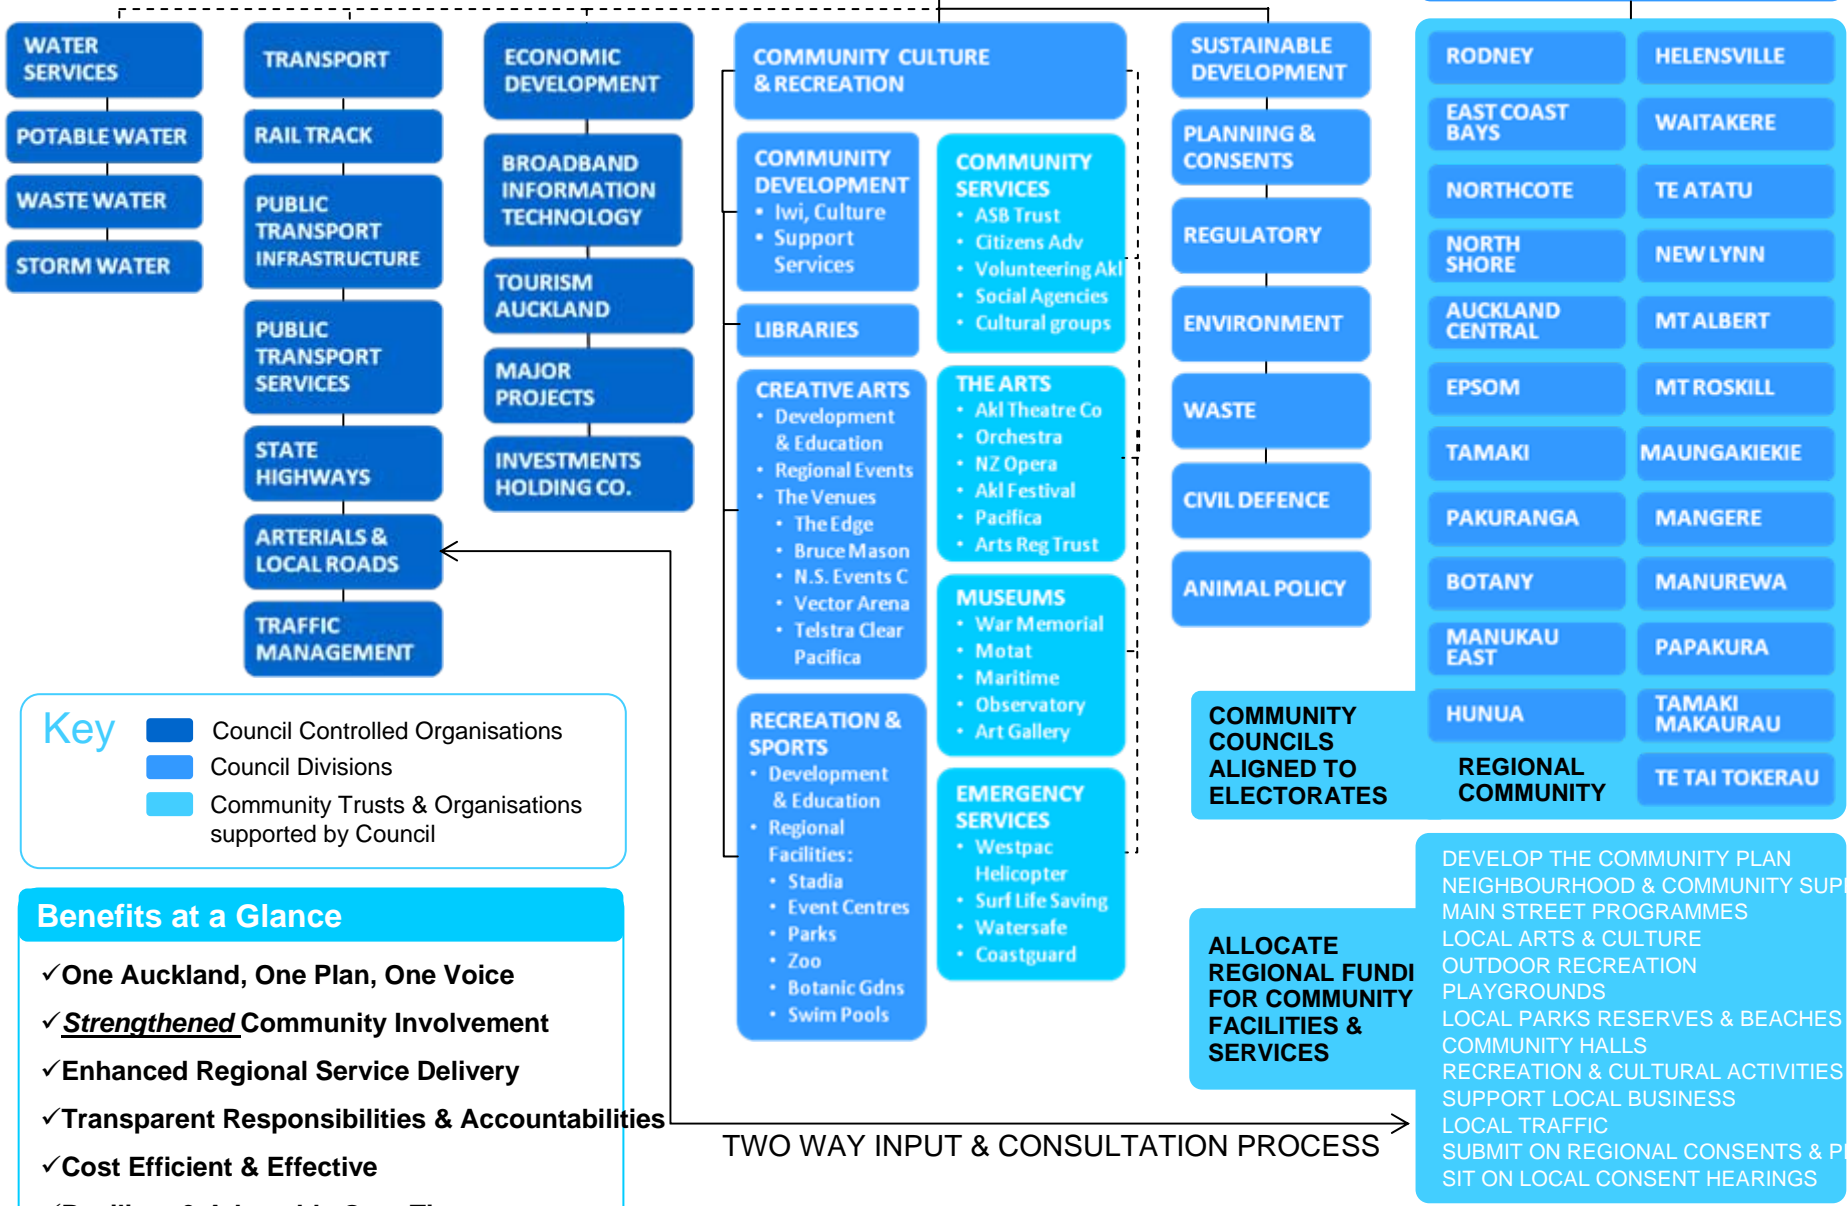 WATER
SERVICES
POTABLE WATER
WASTE WATER
STORM WATER
TRANSPORT
RAIL TRACK
PUBLIC
TRANSPORT
INFRASTRUCTURE
PUBLIC
TRANSPORT
SERVICES
STATE
HIGHWAYS
ARTERIALS &
LOCAL ROADS
TRAFFIC
MANAGEMENT
ECONOMIC
DEVELOPMENT
BROADBAND
INFORMATION
TECHNOLOGY
TOURISM
AUCKLAND
MAJOR
PROJECTS
INVESTMENTS
HOLDING CO.
COMMUNITY CULTURE
& RECREATION
COMMUNITY
DEVELOPMENT
• Iwi, Culture
• Support
Services
LIBRARIES
CREATIVE ARTS
• Development
& Education
• Regional Events
• The Venues
• The Edge
• Bruce Mason
• N.S. Events C
• Vector Arena
• Telstra Clear
Pacifica
RECREATION &
SPORTS
• Development
& Education
• Regional
Facilities:
• Stadia
• Event Centres
• Parks
• Zoo
• Botanic Gdns
• Swim Pools
COMMUNITY
SERVICES
• ASB Trust
• Citizens Adv
• Volunteering Akl
• Social Agencies
• Cultural groups
THE ARTS
• Akl Theatre Co
• Orchestra
• NZ Opera
• Akl Festival
• Pacifica
• Arts Reg Trust
MUSEUMS
• War Memorial
• Motat
• Maritime
• Observatory
• Art Gallery
EMERGENCY
SERVICES
• Westpac
Helicopter
• Surf Life Saving
• Watersafe
• Coastguard
SUSTAINABLE
DEVELOPMENT
PLANNING &
CONSENTS
REGULATORY
ENVIRONMENT
WASTE
CIVIL DEFENCE
ANIMAL POLICY
RODNEY
HELENSVILLE
EAST COAST
BAYS
WAITAKERE
NORTHCOTE
TE ATATU
NORTH
SHORE
NEW LYNN
AUCKLAND
CENTRAL
MT ALBERT
EPSOM
MT ROSKILL
TAMAKI
MAUNGAKIEKIE
PAKURANGA
MANGERE
BOTANY
MANUREWA
MANUKAU
EAST
PAPAKURA
HUNUA
TAMAKI
MAKAURAU
TE TAI TOKERAU
REGIONAL
COMMUNITY
COMMUNITY
COUNCILS
ALIGNED TO
ELECTORATES
Key
Council Controlled Organisations
Council Divisions
Community Trusts & Organisations
supported by Council
Benefits at a Glance
✓One Auckland, One Plan, One Voice
✓Strengthened Community Involvement
✓Enhanced Regional Service Delivery
✓Transparent Responsibilities & Accountabilities
✓Cost Efficient & Effective
TWO WAY INPUT & CONSULTATION PROCESS
ALLOCATE
REGIONAL FUNDI
FOR COMMUNITY
FACILITIES &
SERVICES
DEVELOP THE COMMUNITY PLAN
NEIGHBOURHOOD & COMMUNITY SUP
MAIN STREET PROGRAMMES
LOCAL ARTS & CULTURE
OUTDOOR RECREATION
PLAYGROUNDS
LOCAL PARKS RESERVES & BEACHES
COMMUNITY HALLS
RECREATION & CULTURAL ACTIVITIES
SUPPORT LOCAL BUSINESS
LOCAL TRAFFIC
SUBMIT ON REGIONAL CONSENTS &
SIT ON LOCAL CONSENT HEARINGS